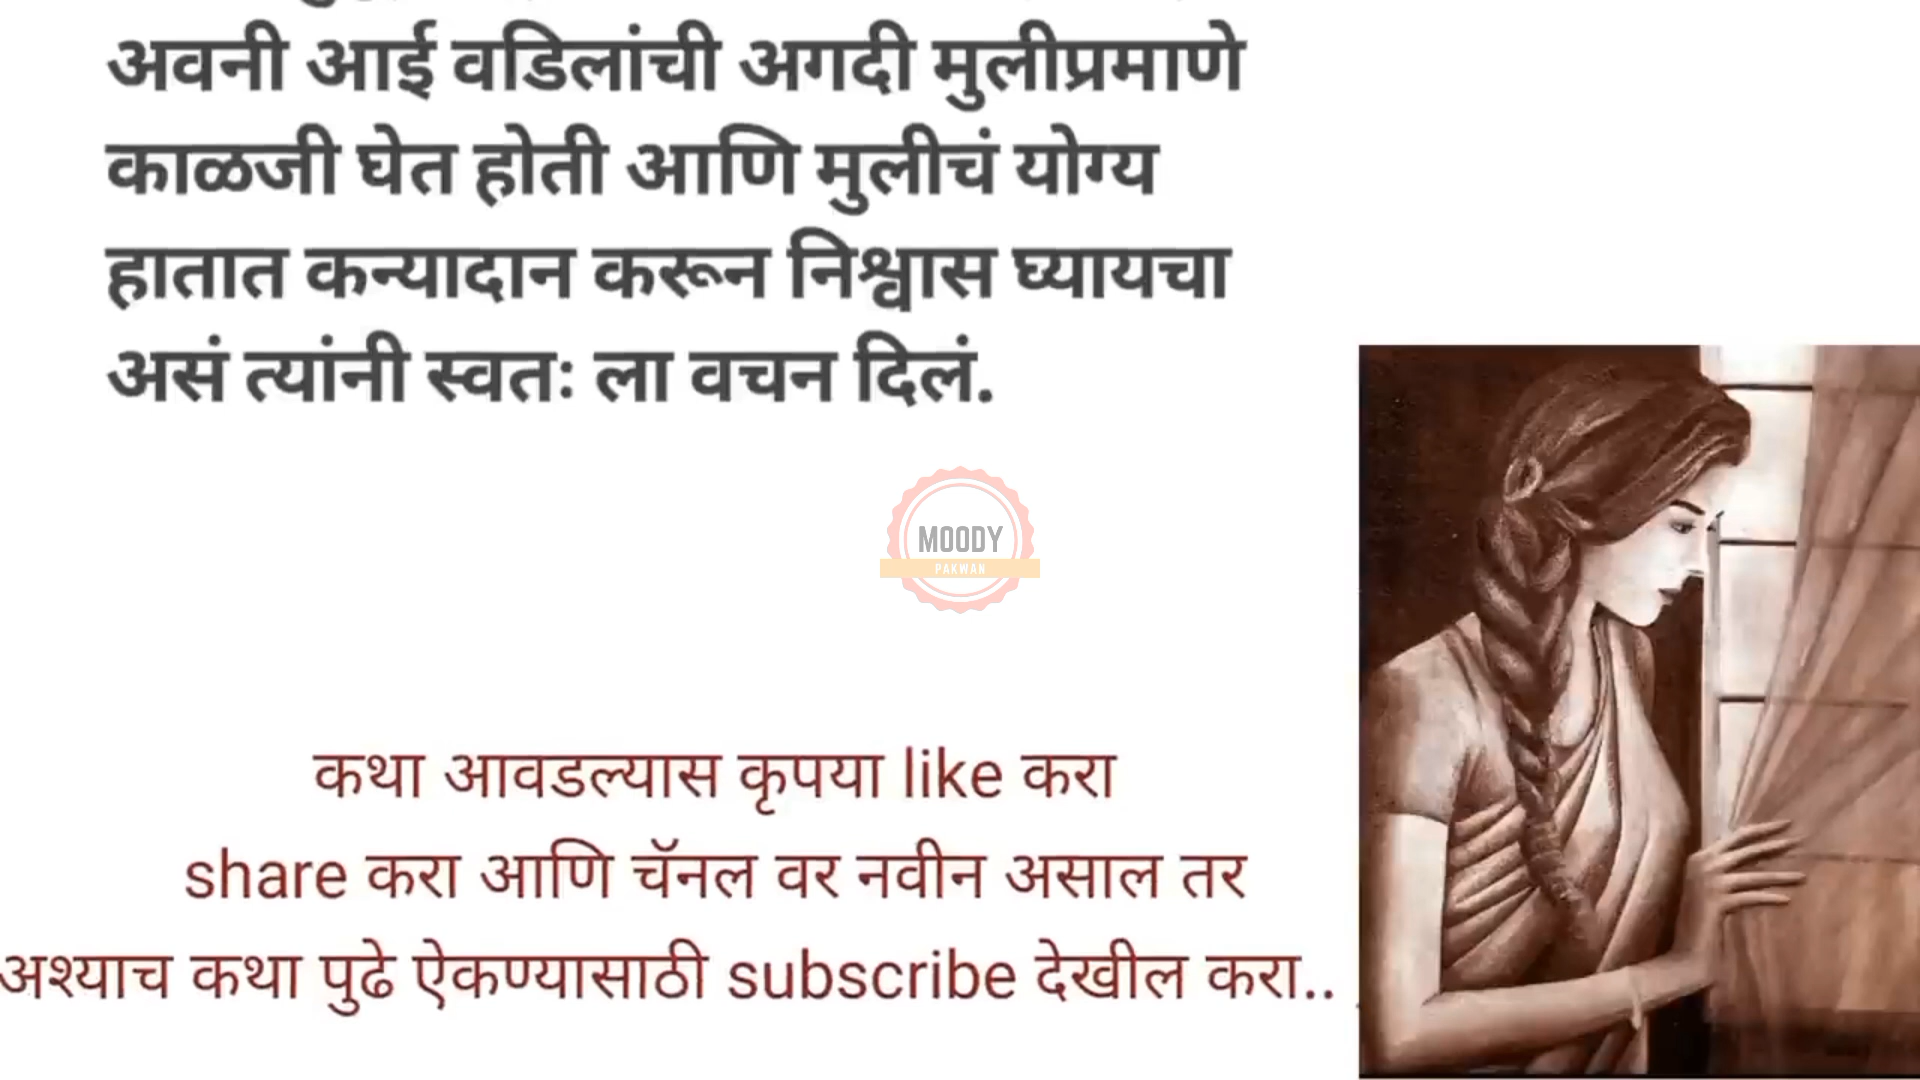 अवनी आई वडिलांची अगदी मुलीप्रमाणे
काळजी घेत होती आणि मुलीचं योग्य
हातात कन्यादान करून निश्वास घ्यायचा
असं त्यांनी स्वतः ला वचन दिलं.
MOODY
PAKWAN
कथा आवडल्यास कृपया like करा
share करा आणि चॅनल वर नवीन असाल तर
अश्याच कथा पुढे ऐकण्यासाठी subscribe देखील करा..